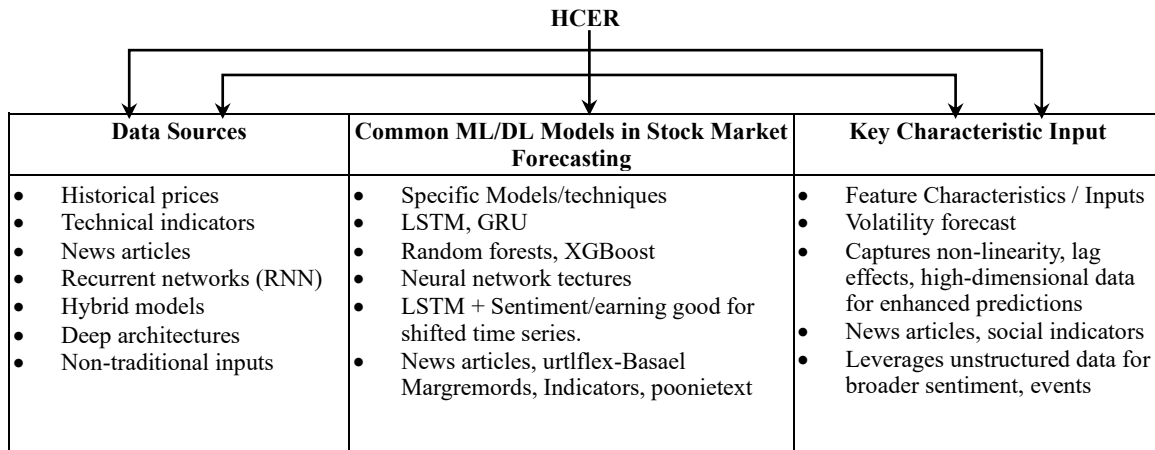 HCER
Data Sources
Common ML/DL Models in Stock Market
Forecasting
Key Characteristic Input
• Historical prices
• Technical indicators
• News articles
• Recurrent networks (RNN)
• Hybrid models
• Deep architectures
• Non-traditional inputs
• Specific Models/techniques
• LSTM, GRU
• Random forests, XGBoost
• Neural network tectures
• LSTM + Sentiment/earning good for
shifted time series.
• News articles, urtlflex-Basael
Margremords, Indicators, poonietext
• Feature Characteristics / Inputs
• Volatility forecast
• Captures non-linearity, lag
effects, high-dimensional data
for enhanced predictions
• News articles, social indicators
• Leverages unstructured data for
broader sentiment, events